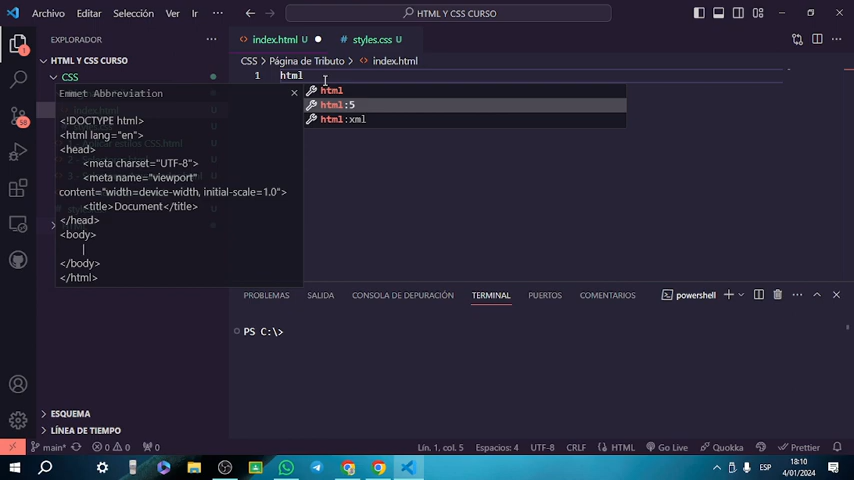 Archivo Editar Selección Ver Ir ··· HTML Y CSS CURSO
EXPLORADOR ··· index.html U styles.css U
HTML Y CSS CURSO CSS > Página de Tributo > index.html
CSS
1 html
Emmet Abbreviation
html
html:5
html:xml
<!DOCTYPE html>
<html lang="en">
<head>
<meta charset="UTF-8">
<meta name="viewport"
content="width=device-width, initial-scale=1.0">
<title>Document</title>
</head>
<body>
</body>
</html>
PROBLEMAS SALIDA CONSOLA DE DEPURACIÓN TERMINAL PUERTOS COMENTARIOS powershell
PS C:\>
1
58
ESQUEMA
LÍNEA DE TIEMPO
main* 0 0 0 Lín. 1, col. 5 Espacios: 4 UTF-8 CRLF HTML Go Live Quokka Prettier
ESP 18:10
4/01/2024